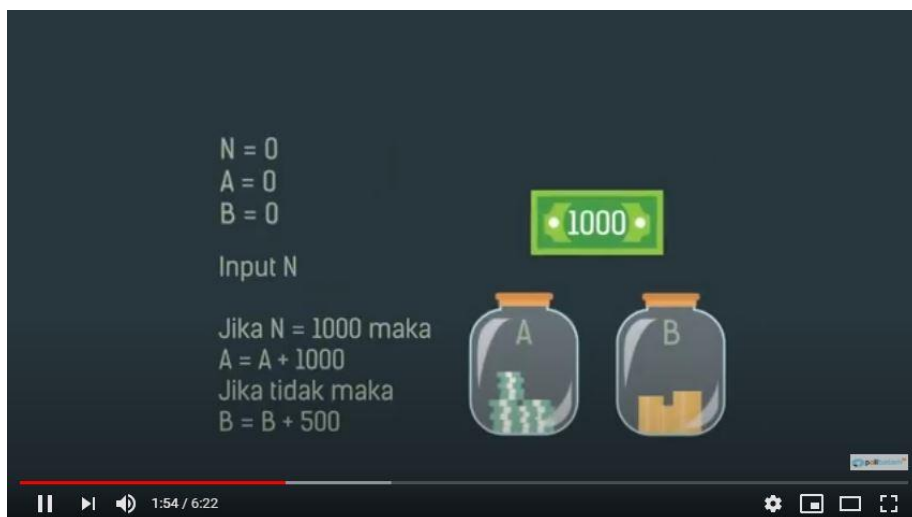 N = 0
A = 0
B = 0
Input N
Jika N = 1000 maka
A = A + 1000
Jika tidak maka
B = B + 500
1000
A
B
1:54 / 6:22